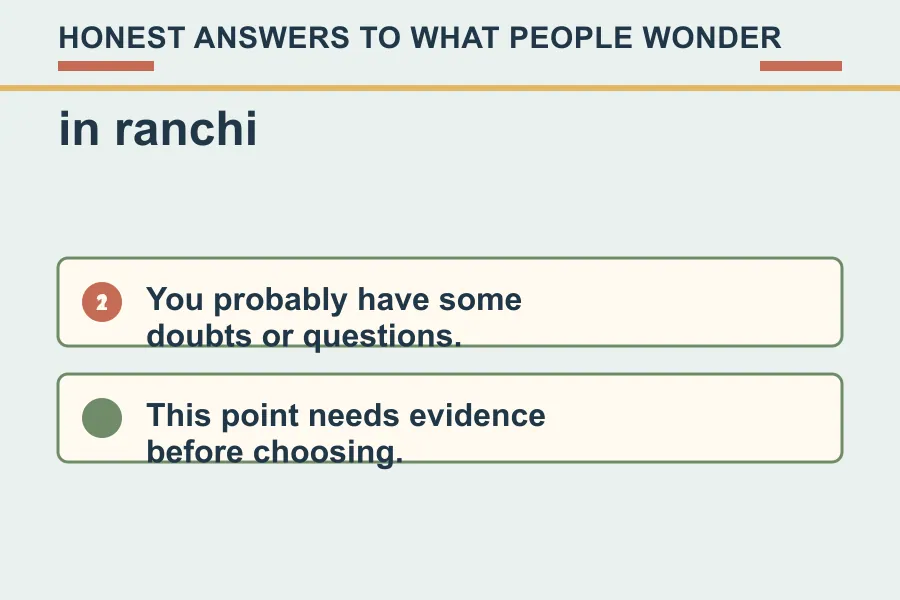 HONEST ANSWERS TO WHAT PEOPLE WONDER
in ranchi
2
You probably have some
doubts or questions.
This point needs evidence
before choosing.